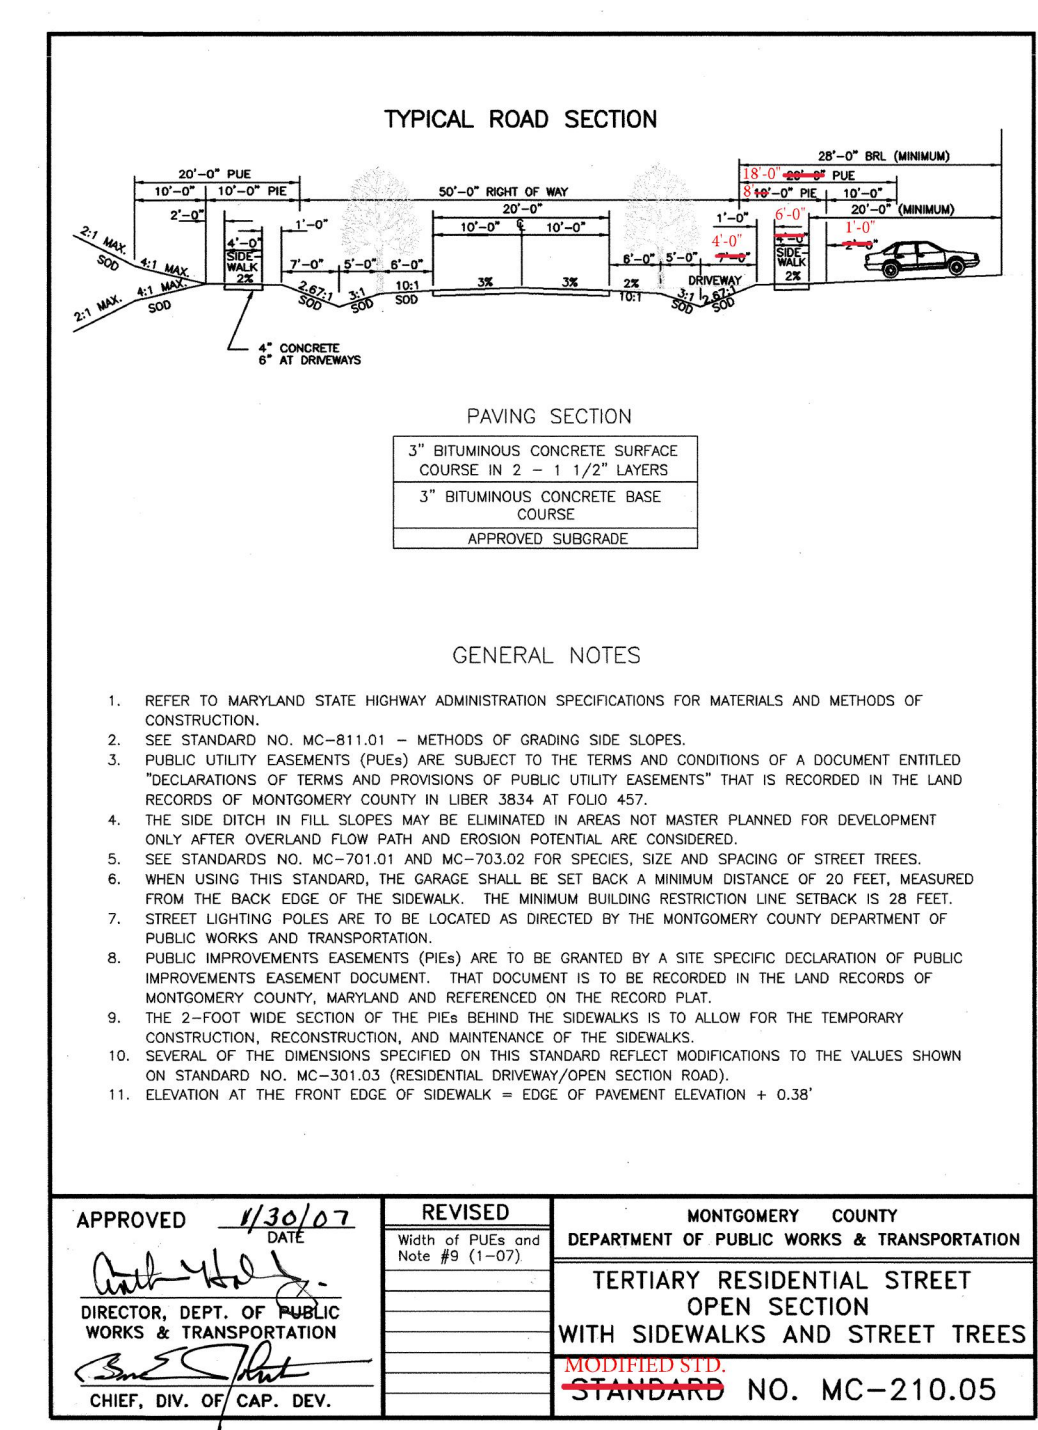 TYPICAL ROAD SECTION
28'-0" BRL (MINIMUM)
20'-0" PUE
18'-0" 20'-0" PUE
10'-0" 10'-0" PIE
50'-0" RIGHT OF WAY
8' 10'-0" PIE 10'-0"
2'-0"
20'-0"
1'-0"
6'-0"
20'-0" (MINIMUM)
1'-0"
10'-0" ℄ 10'-0"
4'-0"
1'-0"
4'-0"
4'-0"
2'-0"
2:1 MAX.
SOD
4:1 MAX.
SIDE-
WALK
2%
7'-0" 5'-0" 6'-0"
6'-0" 5'-0" 7'-0"
SIDE-
WALK
2%
DRIVEWAY
2:1 MAX.
4:1 MAX.
SOD
2.67:1
SOD
3:1
SOD
10:1
SOD
3%
3%
2%
10:1
3:1
SOD
2.67:1
SOD
4" CONCRETE
6" AT DRIVEWAYS
PAVING SECTION
3" BITUMINOUS CONCRETE SURFACE
COURSE IN 2 – 1 1/2" LAYERS
3" BITUMINOUS CONCRETE BASE
COURSE
APPROVED SUBGRADE
GENERAL NOTES
1. REFER TO MARYLAND STATE HIGHWAY ADMINISTRATION SPECIFICATIONS FOR MATERIALS AND METHODS OF
CONSTRUCTION.
2. SEE STANDARD NO. MC-811.01 – METHODS OF GRADING SIDE SLOPES.
3. PUBLIC UTILITY EASEMENTS (PUEs) ARE SUBJECT TO THE TERMS AND CONDITIONS OF A DOCUMENT ENTITLED
"DECLARATIONS OF TERMS AND PROVISIONS OF PUBLIC UTILITY EASEMENTS" THAT IS RECORDED IN THE LAND
RECORDS OF MONTGOMERY COUNTY IN LIBER 3834 AT FOLIO 457.
4. THE SIDE DITCH IN FILL SLOPES MAY BE ELIMINATED IN AREAS NOT MASTER PLANNED FOR DEVELOPMENT
ONLY AFTER OVERLAND FLOW PATH AND EROSION POTENTIAL ARE CONSIDERED.
5. SEE STANDARDS NO. MC-701.01 AND MC-703.02 FOR SPECIES, SIZE AND SPACING OF STREET TREES.
6. WHEN USING THIS STANDARD, THE GARAGE SHALL BE SET BACK A MINIMUM DISTANCE OF 20 FEET, MEASURED
FROM THE BACK EDGE OF THE SIDEWALK. THE MINIMUM BUILDING RESTRICTION LINE SETBACK IS 28 FEET.
7. STREET LIGHTING POLES ARE TO BE LOCATED AS DIRECTED BY THE MONTGOMERY COUNTY DEPARTMENT OF
PUBLIC WORKS AND TRANSPORTATION.
8. PUBLIC IMPROVEMENTS EASEMENTS (PIEs) ARE TO BE GRANTED BY A SITE SPECIFIC DECLARATION OF PUBLIC
IMPROVEMENTS EASEMENT DOCUMENT. THAT DOCUMENT IS TO BE RECORDED IN THE LAND RECORDS OF
MONTGOMERY COUNTY, MARYLAND AND REFERENCED ON THE RECORD PLAT.
9. THE 2-FOOT WIDE SECTION OF THE PIEs BEHIND THE SIDEWALKS IS TO ALLOW FOR THE TEMPORARY
CONSTRUCTION, RECONSTRUCTION, AND MAINTENANCE OF THE SIDEWALKS.
10. SEVERAL OF THE DIMENSIONS SPECIFIED ON THIS STANDARD REFLECT MODIFICATIONS TO THE VALUES SHOWN
ON STANDARD NO. MC-301.03 (RESIDENTIAL DRIVEWAY/OPEN SECTION ROAD).
11. ELEVATION AT THE FRONT EDGE OF SIDEWALK = EDGE OF PAVEMENT ELEVATION + 0.38'
APPROVED 1/30/07
DATE
DIRECTOR, DEPT. OF PUBLIC
WORKS & TRANSPORTATION
CHIEF, DIV. OF CAP. DEV.
REVISED
Width of PUEs and
Note #9 (1-07)
MONTGOMERY COUNTY
DEPARTMENT OF PUBLIC WORKS & TRANSPORTATION
TERTIARY RESIDENTIAL STREET
OPEN SECTION
WITH SIDEWALKS AND STREET TREES
MODIFIED STD.
STANDARD NO. MC-210.05